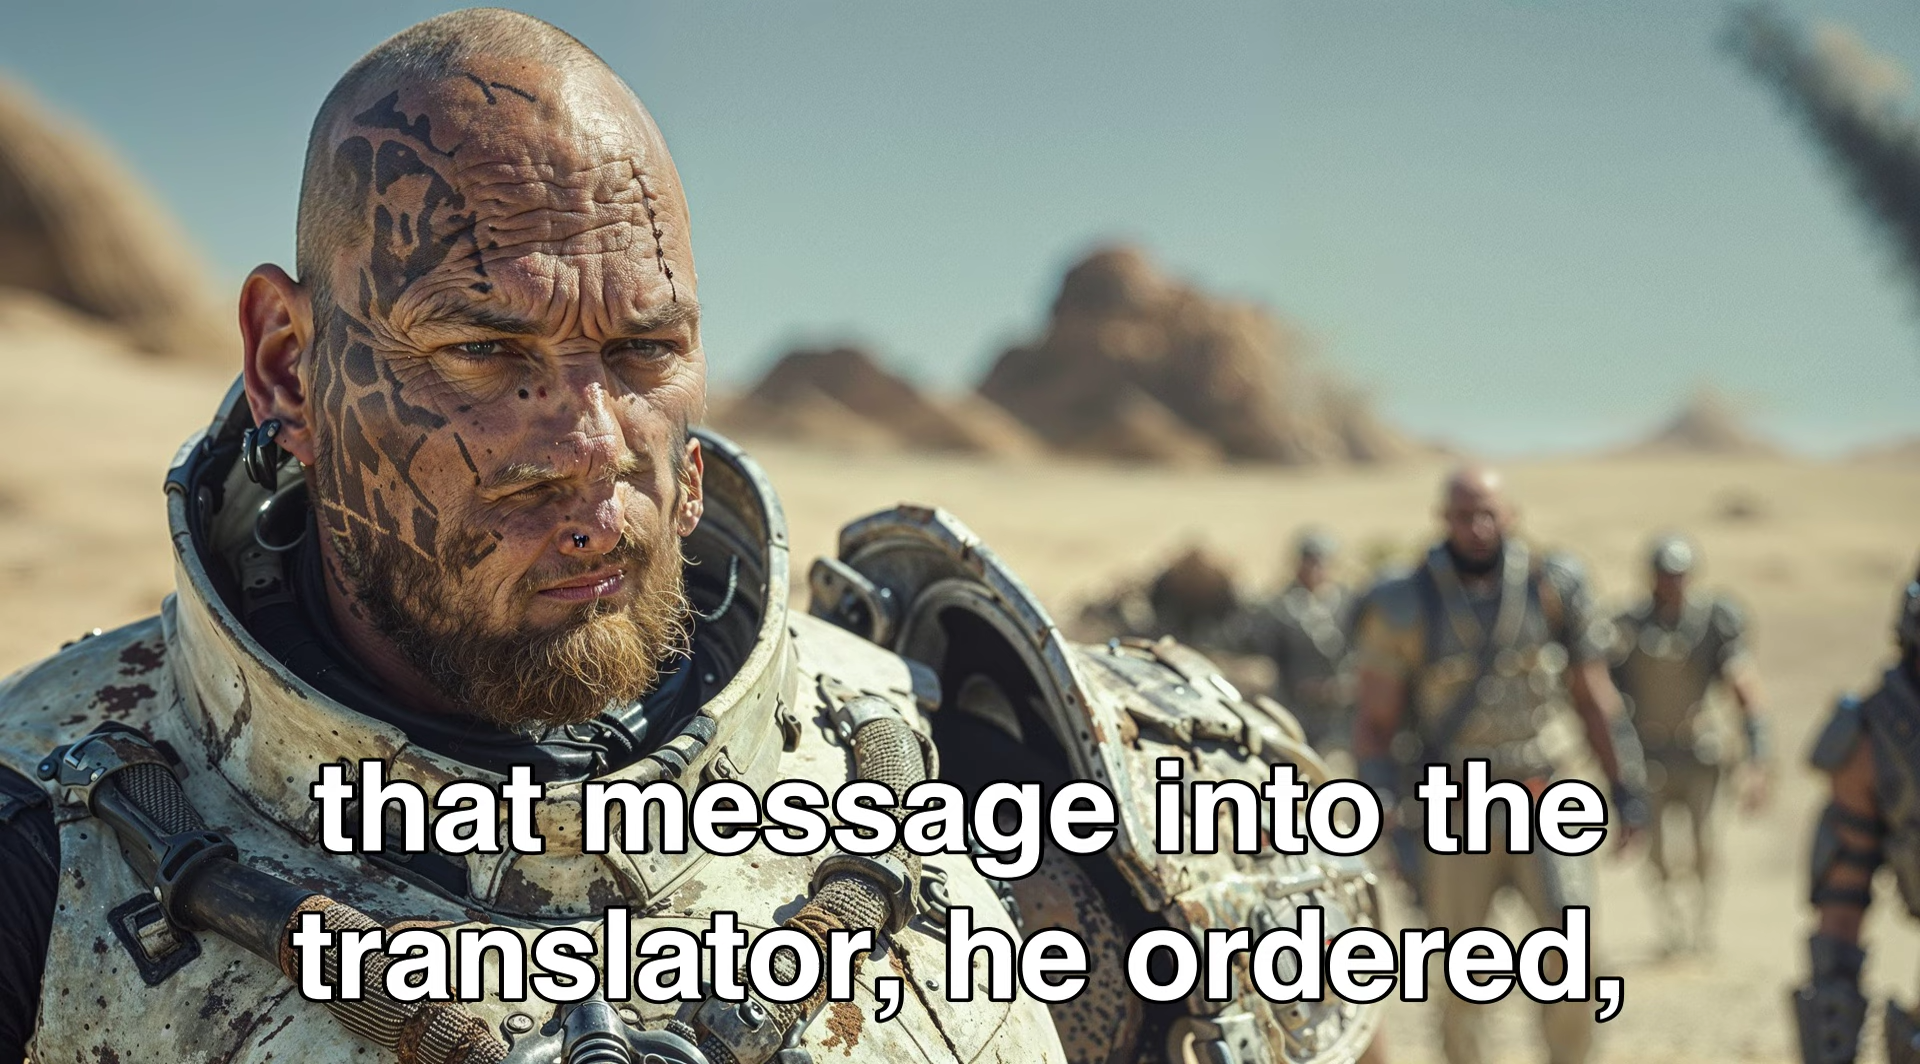 that message into the
translator, he ordered,